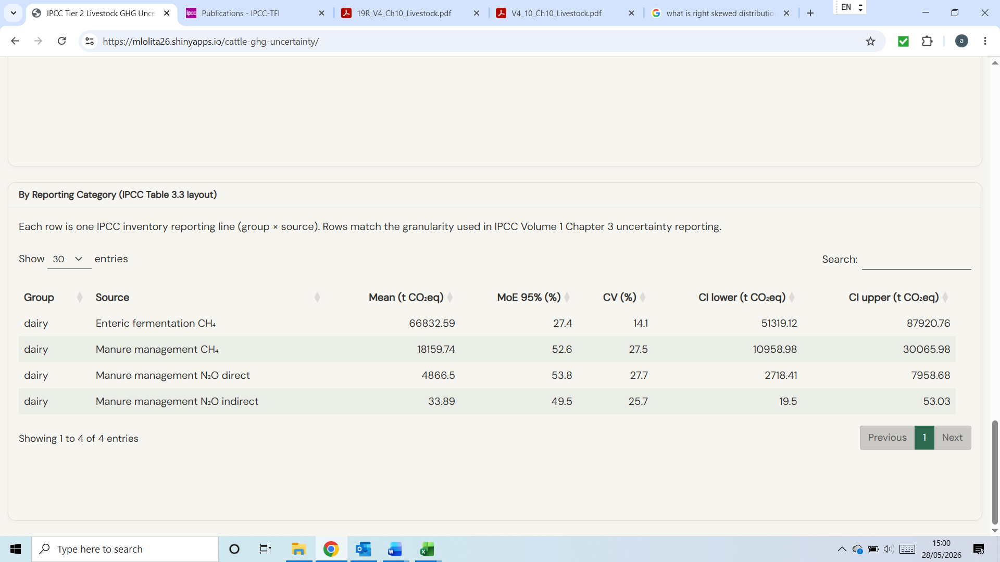 IPCC Tier 2 Livestock GHG Unce
Publications - IPCC-TFI
19R_V4_Ch10_Livestock.pdf
V4_10_Ch10_Livestock.pdf
what is right skewed distributio
EN
https://mlolita26.shinyapps.io/cattle-ghg-uncertainty/
a
By Reporting Category (IPCC Table 3.3 layout)
Each row is one IPCC inventory reporting line (group × source). Rows match the granularity used in IPCC Volume 1 Chapter 3 uncertainty reporting.
Show 30 entries
Search:
Group Source Mean (t CO₂eq) MoE 95% (%) CV (%) CI lower (t CO₂eq) CI upper (t CO₂eq)
dairy Enteric fermentation CH₄ 66832.59 27.4 14.1 51319.12 87920.76
dairy Manure management CH₄ 18159.74 52.6 27.5 10958.98 30065.98
dairy Manure management N₂O direct 4866.5 53.8 27.7 2718.41 7958.68
dairy Manure management N₂O indirect 33.89 49.5 25.7 19.5 53.03
Showing 1 to 4 of 4 entries
Previous 1 Next
Type here to search
15:00
28/05/2026